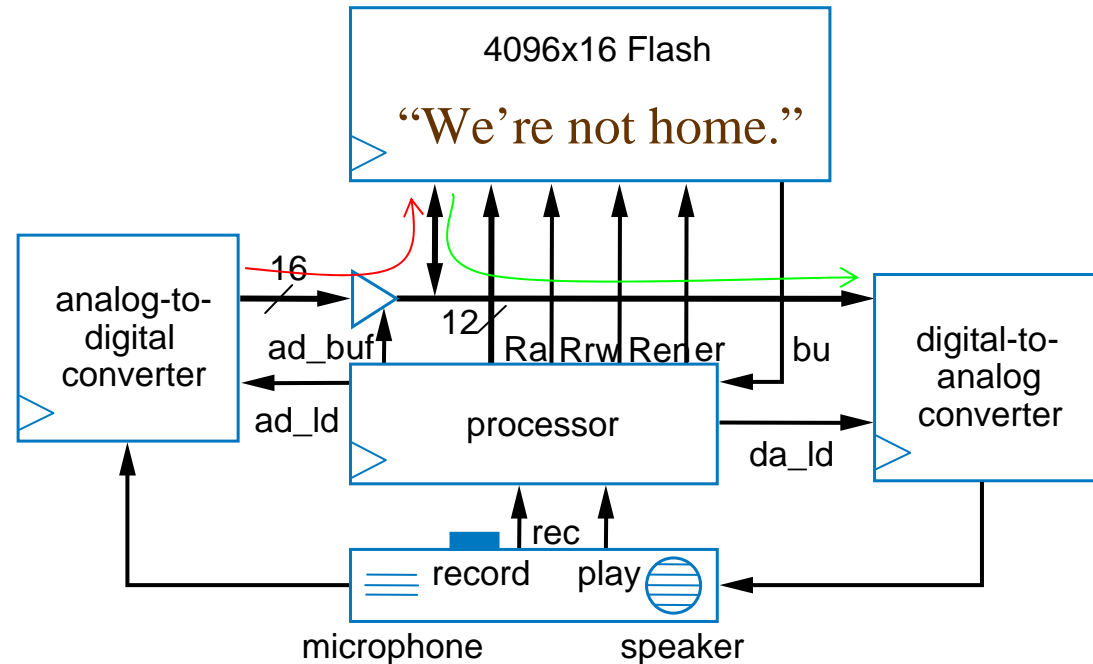 4096x16 Flash
“We’re not home.”
16
analog-to-
digital
converter
12
ad_buf
Ra Rrw Ren er bu
digital-to-
analog
converter
ad_ld
processor
da_ld
rec
record play
microphone speaker